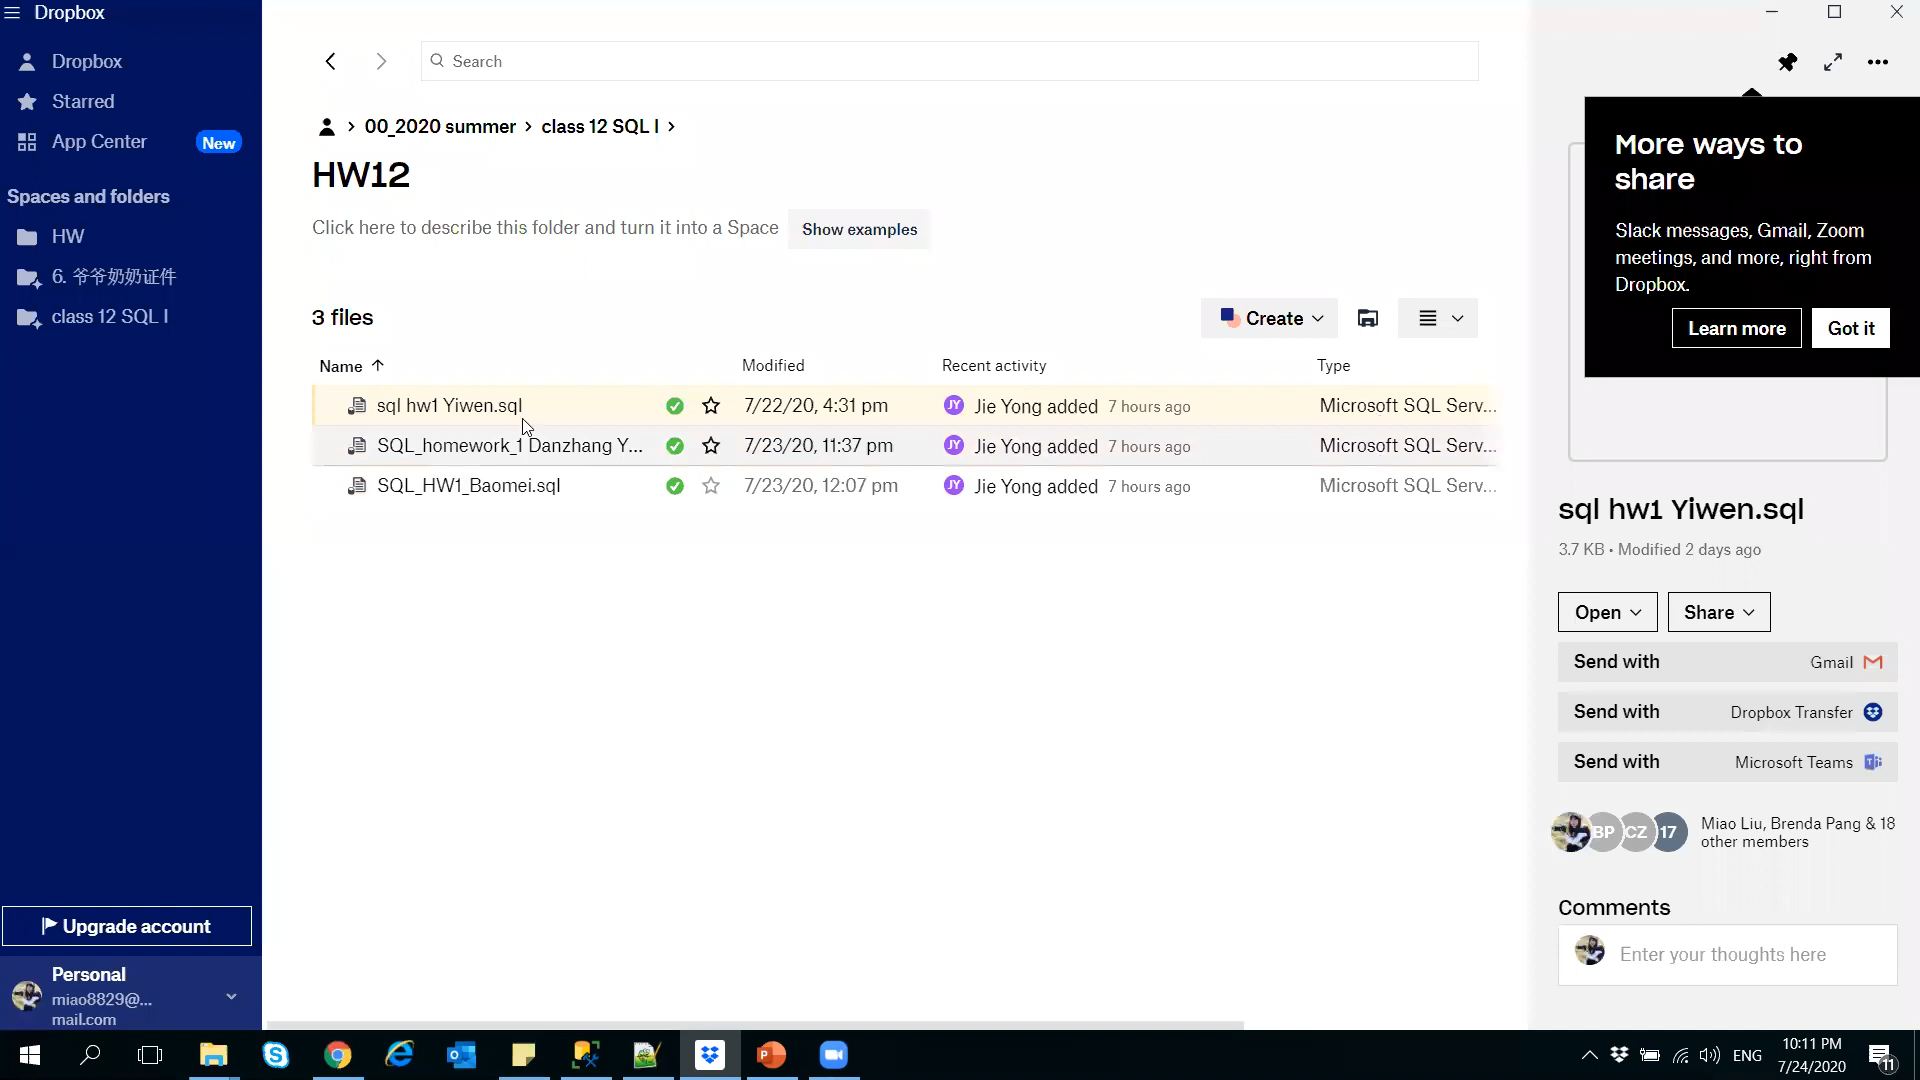 Dropbox
Dropbox
Starred
App Center
New
Spaces and folders
HW
6. 爷爷奶奶证件
class 12 SQL I
Upgrade account
Personal
miao8829@...
mail.com
Search
00_2020 summer > class 12 SQL I >
HW12
Click here to describe this folder and turn it into a Space
Show examples
3 files
Create
Name
Modified
Recent activity
Type
sql hw1 Yiwen.sql
7/22/20, 4:31 pm
JY
Jie Yong added
7 hours ago
Microsoft SQL Serv...
SQL_homework_1 Danzhang Y...
7/23/20, 11:37 pm
JY
Jie Yong added
7 hours ago
Microsoft SQL Serv...
SQL_HW1_Baomei.sql
7/23/20, 12:07 pm
JY
Jie Yong added
7 hours ago
Microsoft SQL Serv...
More ways to
share
Slack messages, Gmail, Zoom
meetings, and more, right from
Dropbox.
Learn more
Got it
sql hw1 Yiwen.sql
3.7 KB • Modified 2 days ago
Open
Share
Send with
Gmail
Send with
Dropbox Transfer
Send with
Microsoft Teams
BP
CZ
17
Miao Liu, Brenda Pang & 18
other members
Comments
Enter your thoughts here
ENG
10:11 PM
7/24/2020
11